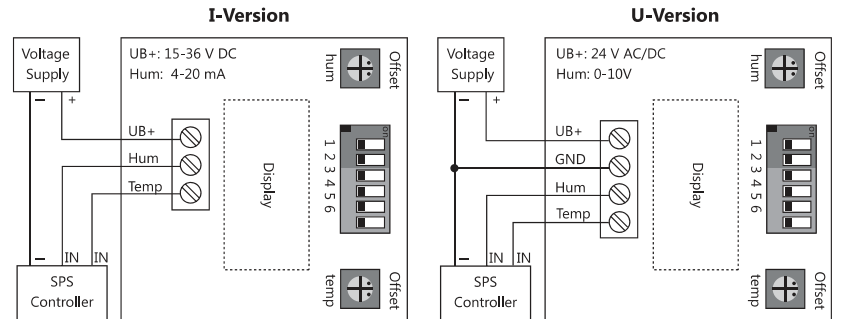 I-Version
Voltage
Supply
–
+
UB+: 15-36 V DC
Hum: 4-20 mA
hum
Offset
UB+
Hum
Temp
Display
on
1 2 3 4 5 6
–
IN
IN
SPS
Controller
temp
Offset
U-Version
Voltage
Supply
–
+
UB+: 24 V AC/DC
Hum: 0-10V
hum
Offset
UB+
GND
Hum
Temp
Display
on
1 2 3 4 5 6
–
IN
IN
SPS
Controller
temp
Offset